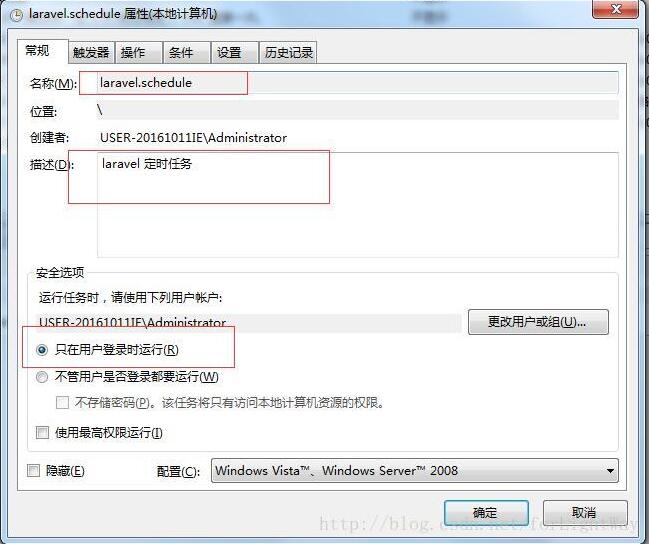 laravel.schedule 属性(本地计算机)
常规 触发器 操作 条件 设置 历史记录
名称(M): laravel.schedule
位置: \
创建者: USER-20161011IE\Administrator
描述(D): laravel 定时任务
安全选项
运行任务时，请使用下列用户帐户:
USER-20161011IE\Administrator 更改用户或组(U)...
只在用户登录时运行(R)
不管用户是否登录都要运行(W)
不存储密码(P)。该任务将只有访问本地计算机资源的权限。
使用最高权限运行(I)
隐藏(E) 配置(C): Windows Vista™、Windows Server™ 2008
确定 取消
http://blog.csdn.net/forLightWay